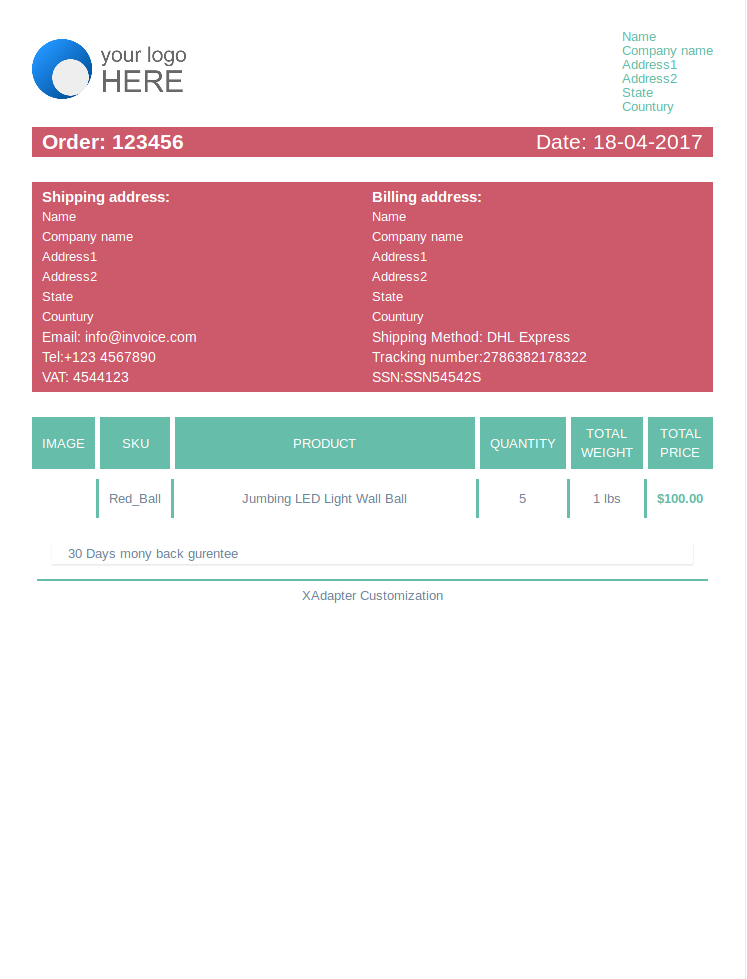 your logo
HERE
Name
Company name
Address1
Address2
State
Countury
Order: 123456 Date: 18-04-2017
Shipping address:
Name
Company name
Address1
Address2
State
Countury
Email: info@invoice.com
Tel:+123 4567890
VAT: 4544123
Billing address:
Name
Company name
Address1
Address2
State
Countury
Shipping Method: DHL Express
Tracking number:2786382178322
SSN:SSN54542S
IMAGE SKU PRODUCT QUANTITY TOTAL WEIGHT TOTAL PRICE
Red_Ball Jumbing LED Light Wall Ball 5 1 lbs $100.00
30 Days mony back gurentee
XAdapter Customization